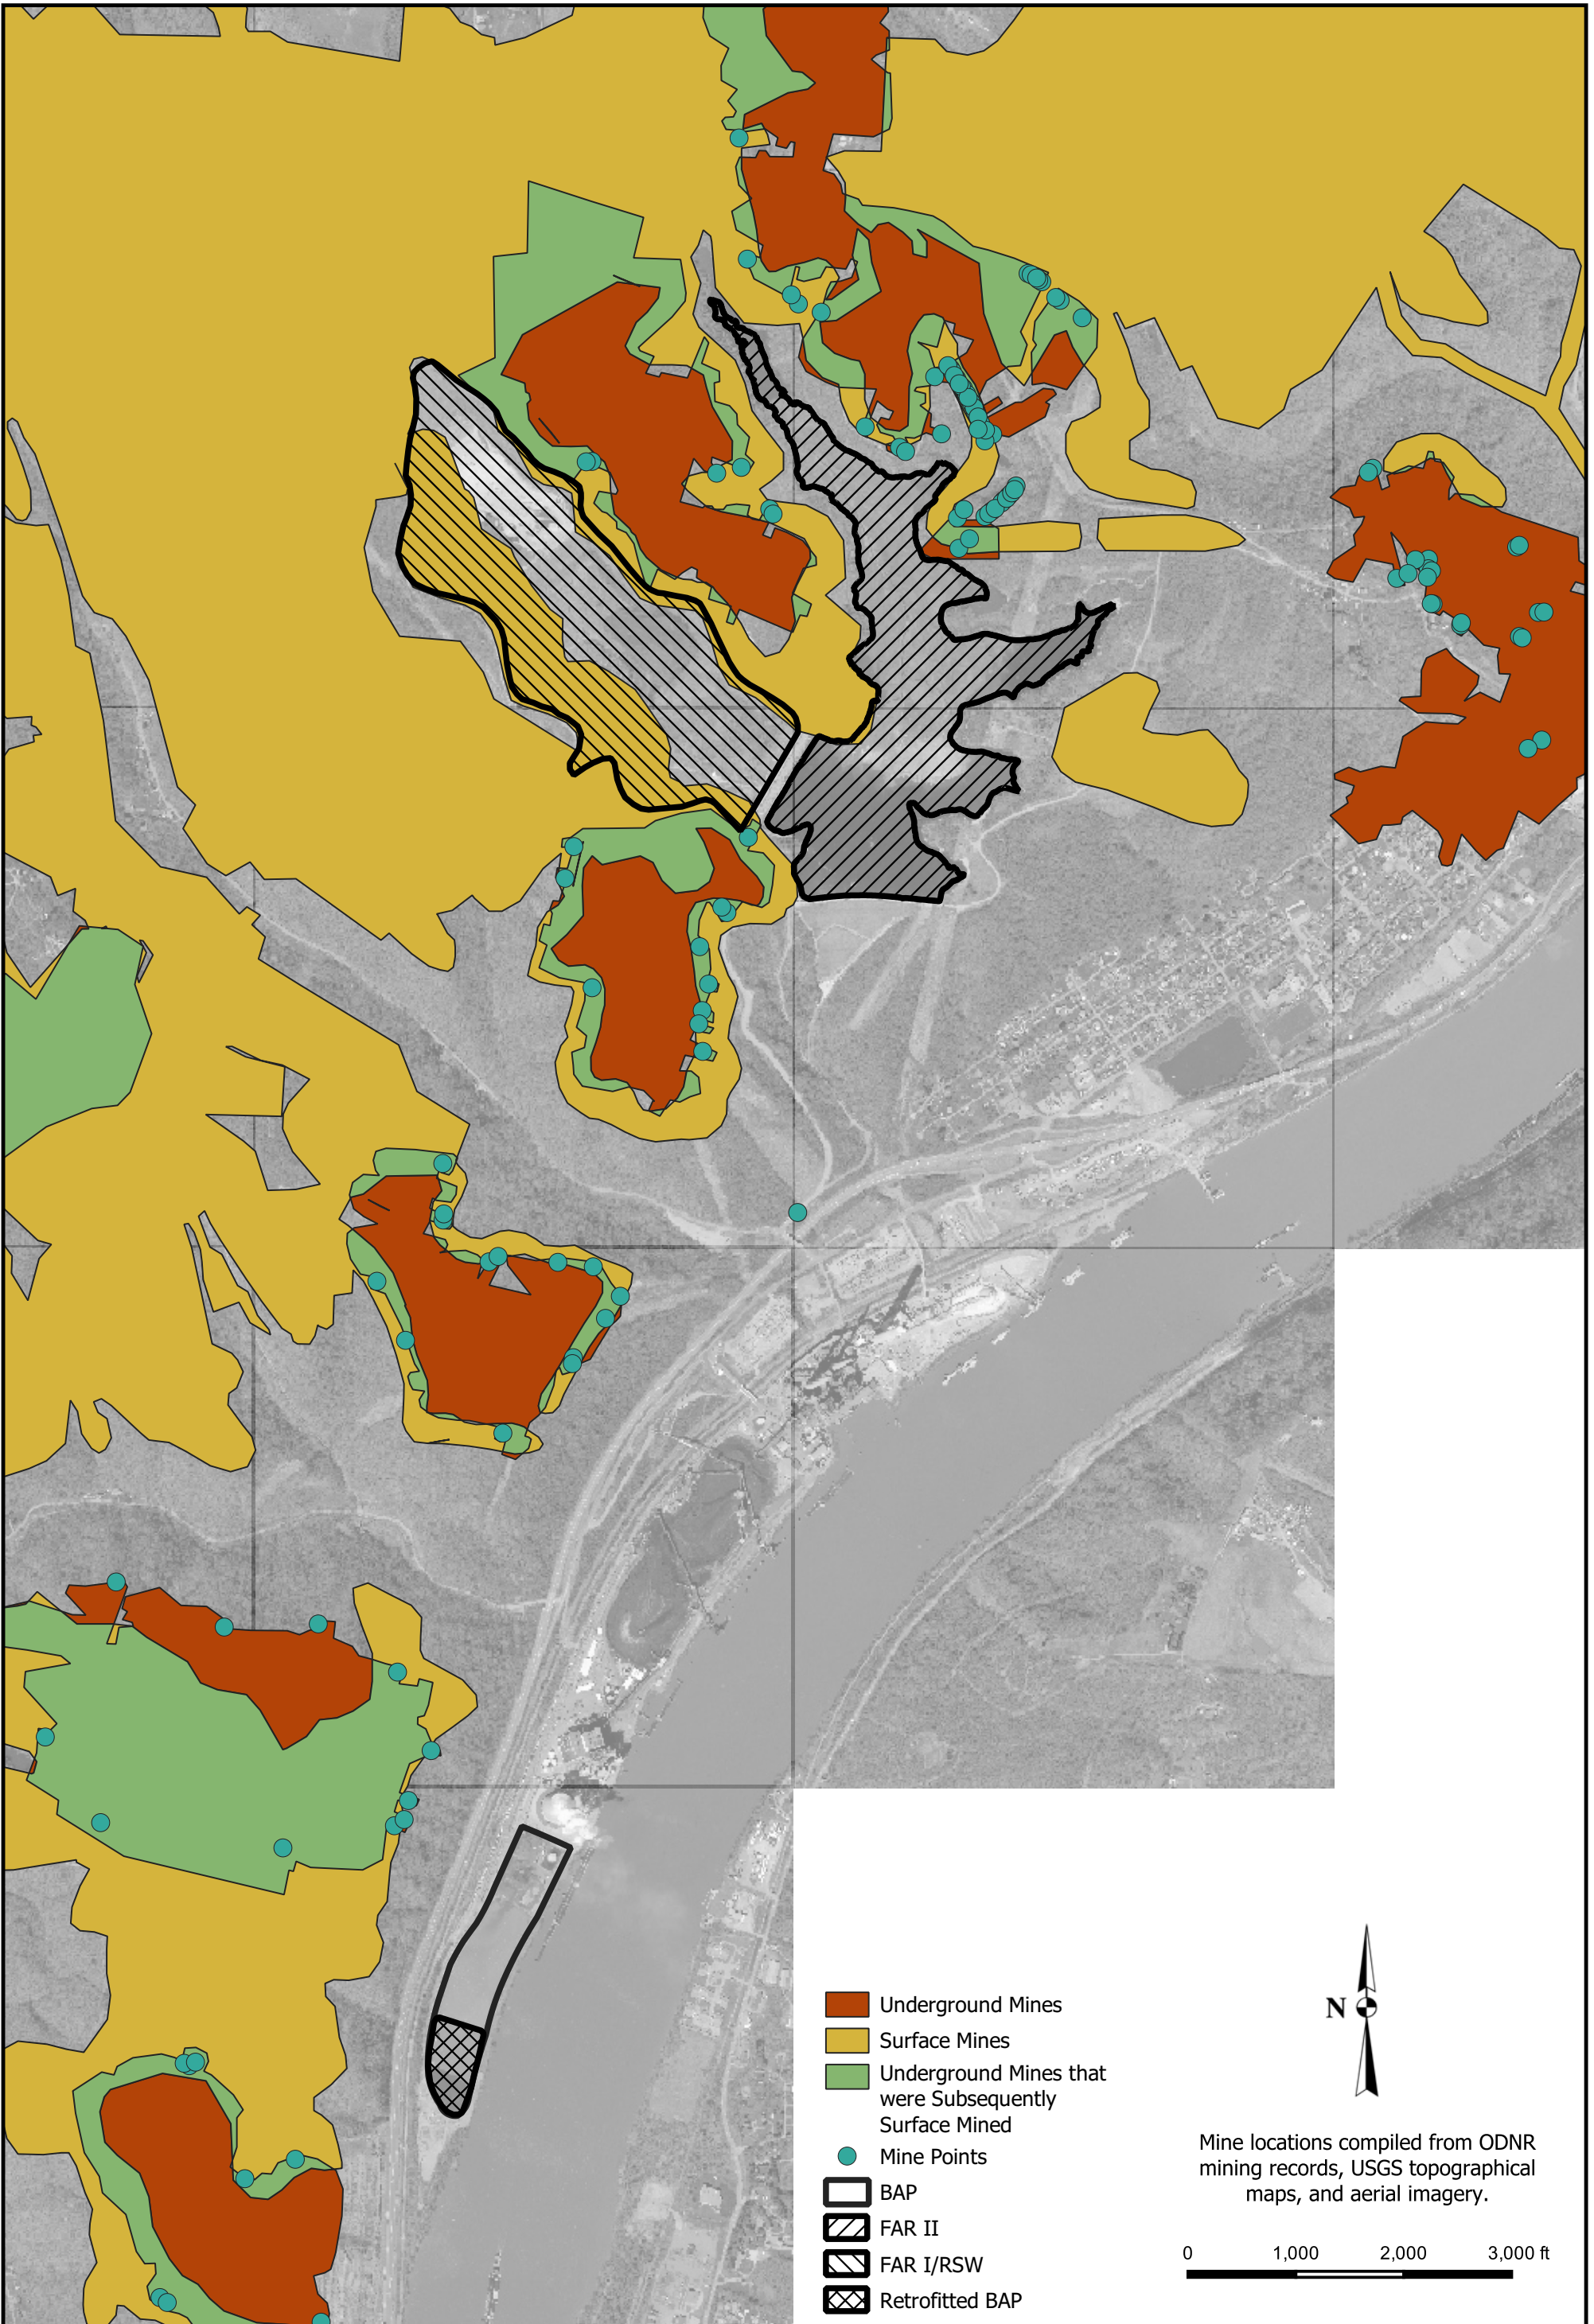 Underground Mines
Surface Mines
Underground Mines that
were Subsequently
Surface Mined
Mine Points
BAP
FAR II
FAR I/RSW
Retrofitted BAP
N
Mine locations compiled from ODNR
mining records, USGS topographical
maps, and aerial imagery.
0 1,000 2,000 3,000 ft